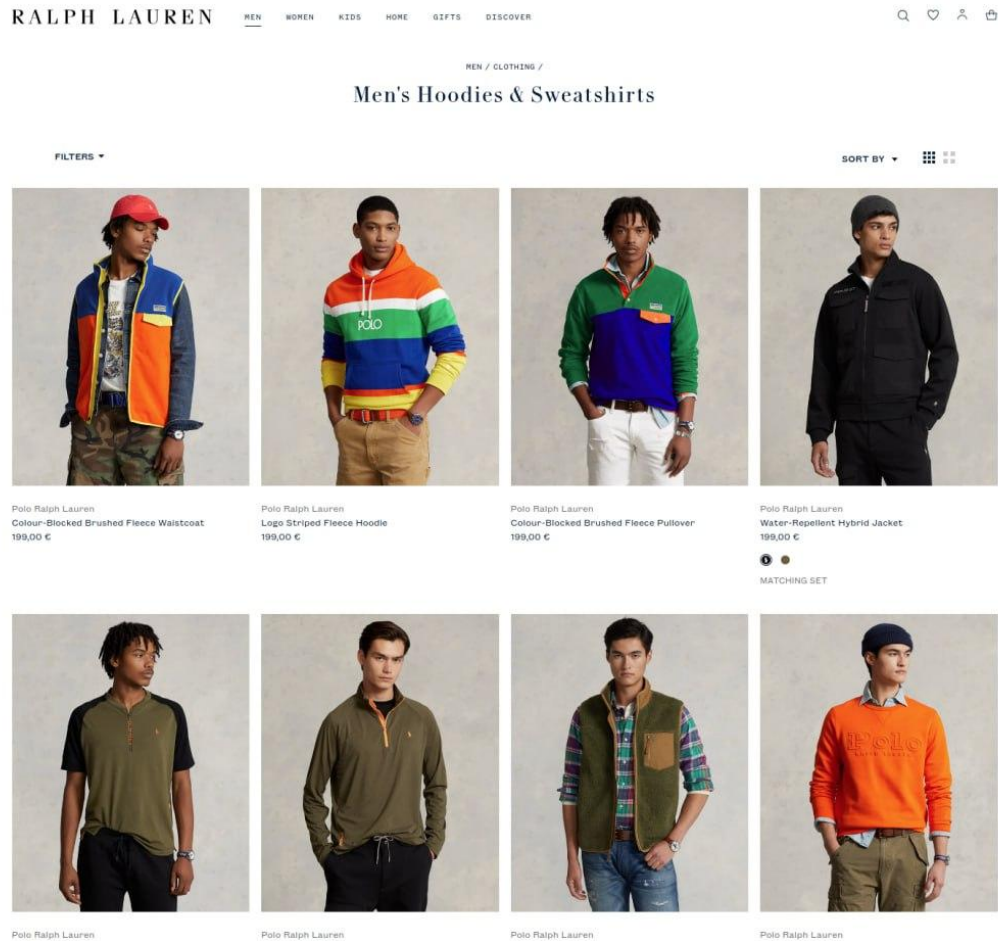 RALPH LAUREN
MEN WOMEN KIDS HOME GIFTS DISCOVER
MEN / CLOTHING /
Men's Hoodies & Sweatshirts
FILTERS
SORT BY
POLO
Polo Ralph Lauren
Colour-Blocked Brushed Fleece Waistcoat
199,00 €
Polo Ralph Lauren
Logo Striped Fleece Hoodie
199,00 €
Polo Ralph Lauren
Colour-Blocked Brushed Fleece Pullover
199,00 €
Polo Ralph Lauren
Water-Repellent Hybrid Jacket
199,00 €
MATCHING SET
Polo
Polo Ralph Lauren
Polo Ralph Lauren
Polo Ralph Lauren
Polo Ralph Lauren